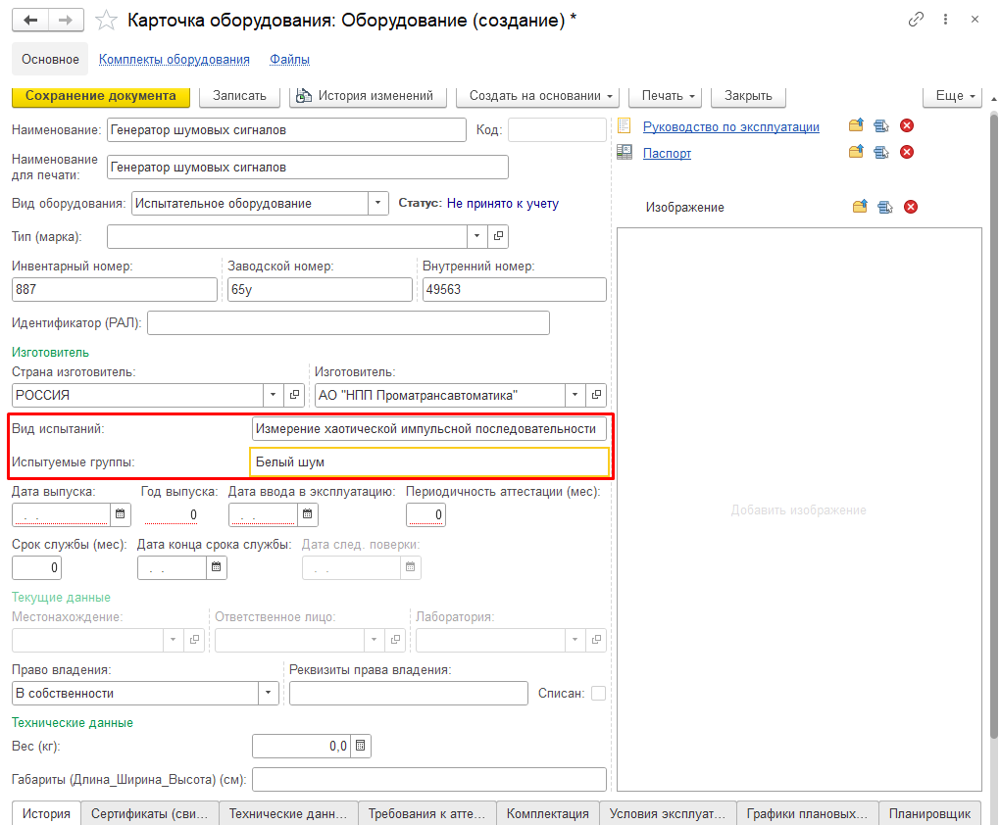 Карточка оборудования: Оборудование (создание) *
Основное Комплекты оборудования Файлы
Сохранение документа Записать История изменений Создать на основании Печать Закрыть Еще
Наименование: Генератор шумовых сигналов Код:
Наименование
для печати: Генератор шумовых сигналов
Вид оборудования: Испытательное оборудование Статус: Не принято к учету
Тип (марка):
Инвентарный номер: Заводской номер: Внутренний номер:
887 65у 49563
Идентификатор (РАЛ):
Изготовитель
Страна изготовитель: Изготовитель:
РОССИЯ АО "НПП Проматрансавтоматика"
Вид испытаний: Измерение хаотической импульсной последовательности
Испытуемые группы: Белый шум
Дата выпуска: Год выпуска: Дата ввода в эксплуатацию: Периодичность аттестации (мес):
. . 0 . . 0
Срок службы (мес): Дата конца срока службы: Дата след. поверки:
0 . . . .
Текущие данные
Местонахождение: Ответственное лицо: Лаборатория:
Право владения: Реквизиты права владения:
В собственности Списан:
Технические данные
Вес (кг): 0,0
Габариты (Длина_Ширина_Высота) (см):
Руководство по эксплуатации
Паспорт
Изображение
Добавить изображение
История Сертификаты (сви... Технические данн... Требования к атте... Комплектация Условия эксплуат... Графики плановых... Планировщик